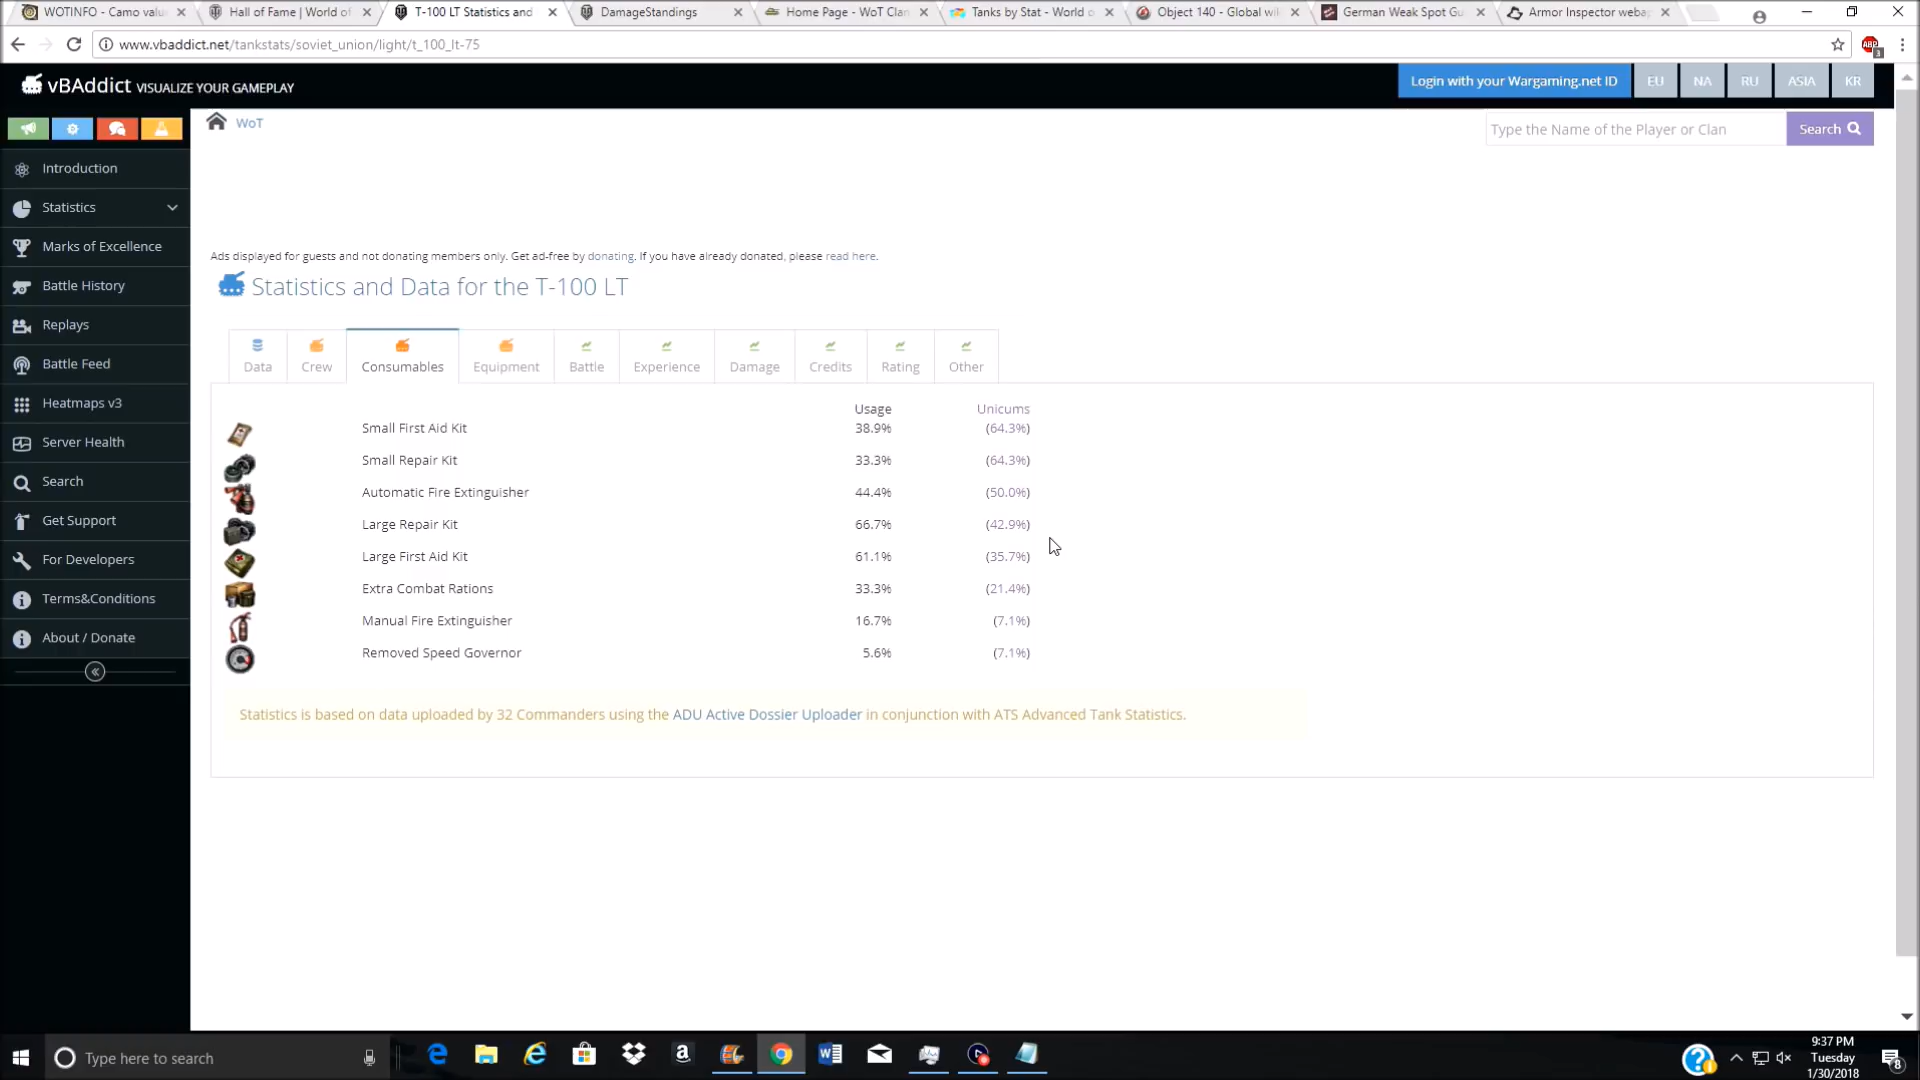 WOTINFO - Camo valu
Hall of Fame | World of
T-100 LT Statistics and
DamageStandings
Home Page - WoT Clan
Tanks by Stat - World o
Object 140 - Global wi
German Weak Spot Gu
Armor Inspector weba
www.vbaddict.net/tankstats/soviet_union/light/t_100_lt-75
ABP
3
vBAddict VISUALIZE YOUR GAMEPLAY
Login with your Wargaming.net ID
EU
NA
RU
ASIA
KR
WoT
Type the Name of the Player or Clan
Search
Introduction
Statistics
Marks of Excellence
Battle History
Replays
Battle Feed
Heatmaps v3
Server Health
Search
Get Support
For Developers
Terms&Conditions
About / Donate
Ads displayed for guests and not donating members only. Get ad-free by donating. If you have already donated, please read here.
Statistics and Data for the T-100 LT
Data
Crew
Consumables
Equipment
Battle
Experience
Damage
Credits
Rating
Other
Usage Unicums
Small First Aid Kit 38.9% (64.3%)
Small Repair Kit 33.3% (64.3%)
Automatic Fire Extinguisher 44.4% (50.0%)
Large Repair Kit 66.7% (42.9%)
Large First Aid Kit 61.1% (35.7%)
Extra Combat Rations 33.3% (21.4%)
Manual Fire Extinguisher 16.7% (7.1%)
Removed Speed Governor 5.6% (7.1%)
Statistics is based on data uploaded by 32 Commanders using the ADU Active Dossier Uploader in conjunction with ATS Advanced Tank Statistics.
Type here to search
9:37 PM
Tuesday
1/30/2018
8